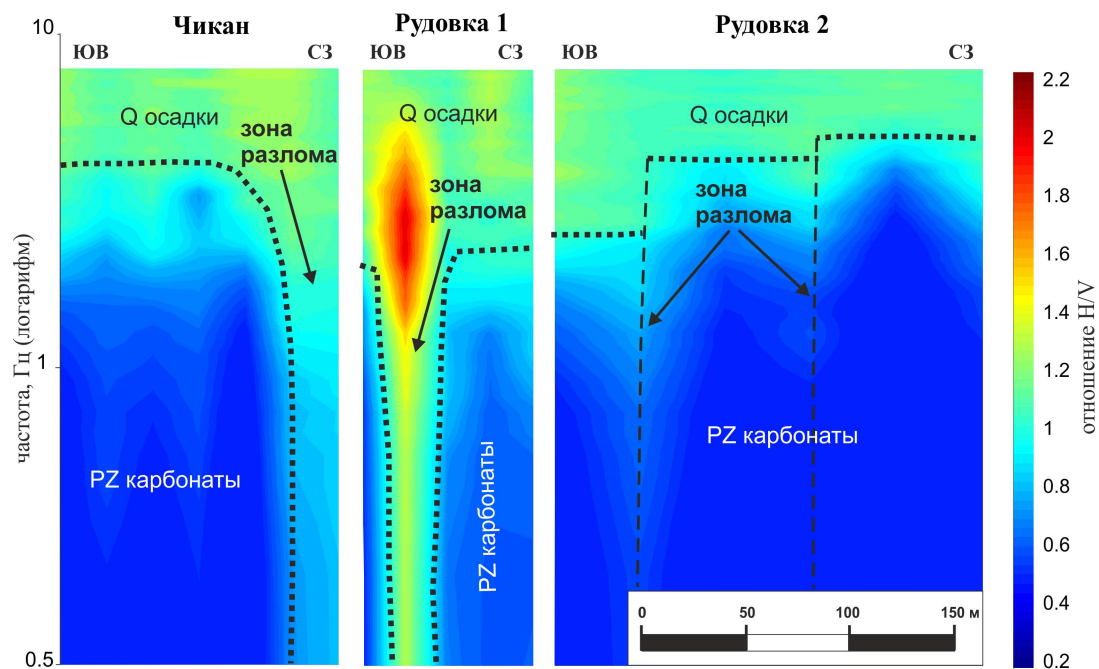 Чикан
Рудовка 1
Рудовка 2
10
ЮВ
СЗ
ЮВ
СЗ
ЮВ
СЗ
Q осадки
зона
разлома
Q осадки
зона
разлома
Q осадки
зона
разлома
1
PZ карбонаты
PZ карбонаты
PZ карбонаты
0.5
частота, Гц (логарифм)
0
50
100
150 м
2.2
2
1.8
1.6
1.4
1.2
1
0.8
0.6
0.4
0.2
отношение H/V